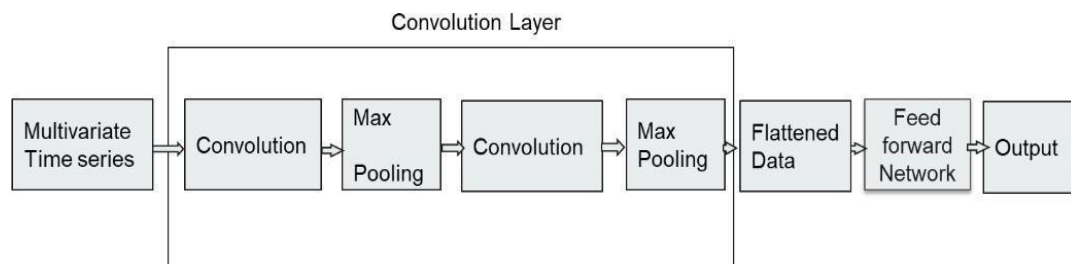 Convolution Layer
Multivariate
Time series
Convolution
Max
Pooling
Convolution
Max
Pooling
Flattened
Data
Feed
forward
Network
Output